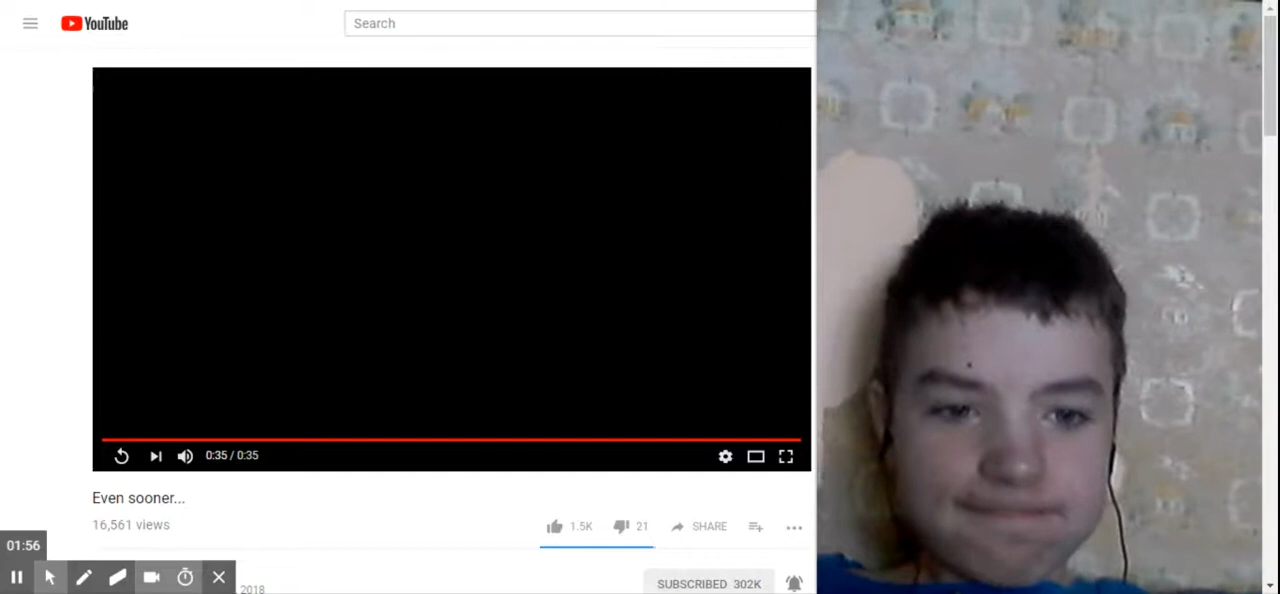 YouTube
Search
0:35 / 0:35
Even sooner...
16,561 views
1.5K
21
SHARE
01:56
2018
SUBSCRIBED 302K